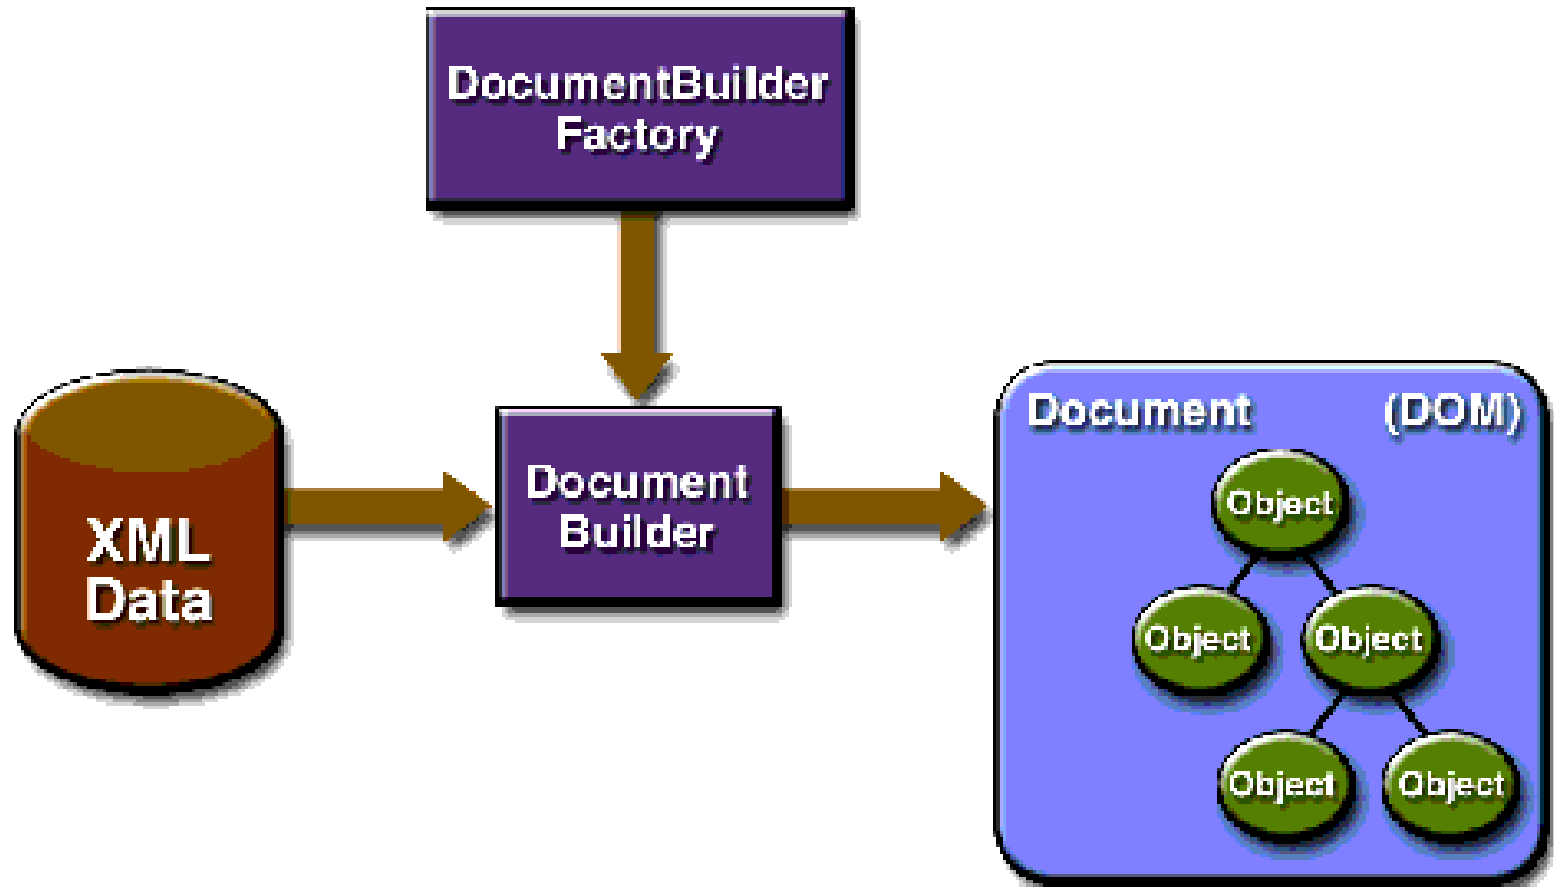 DocumentBuilder
Factory
XML
Data
Document
Builder
Document (DOM)
Object
Object Object
Object Object